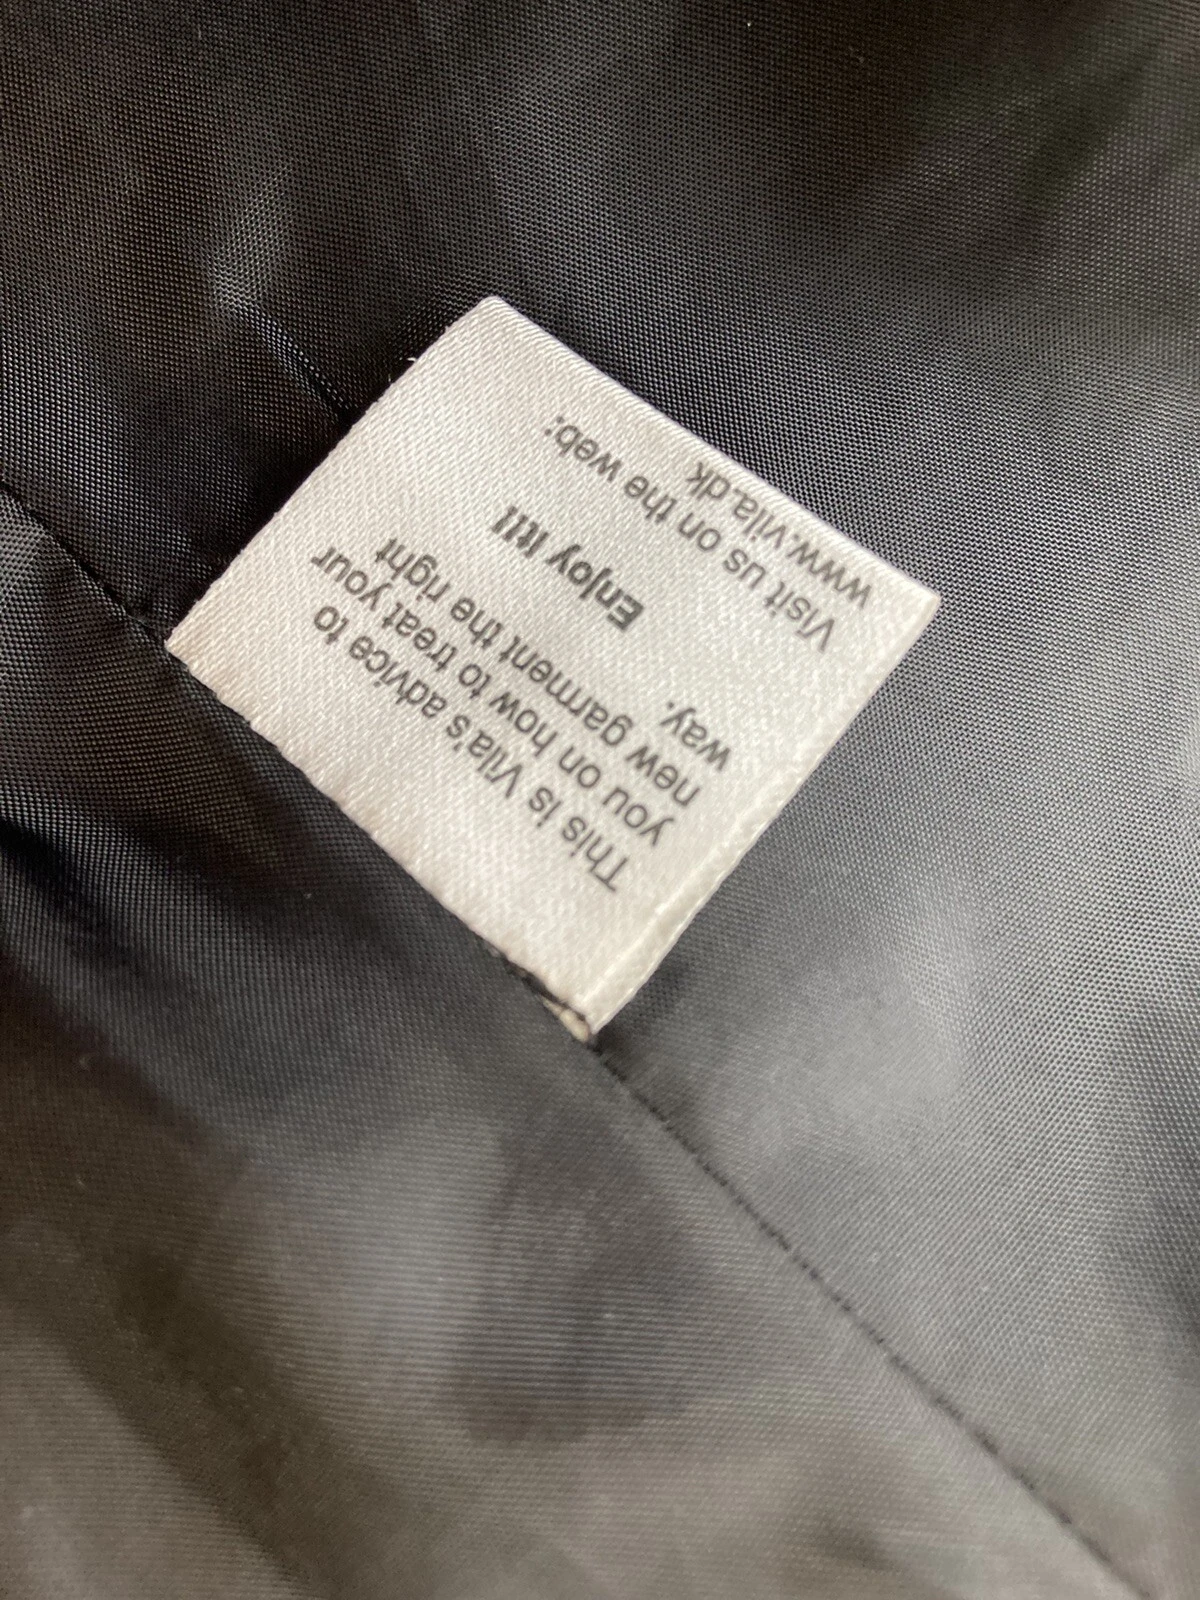 This is Vila's advice to
you on how to treat your
new garment the right
way.
Enjoy it!!
Visit us on the web:
www.vila.dk